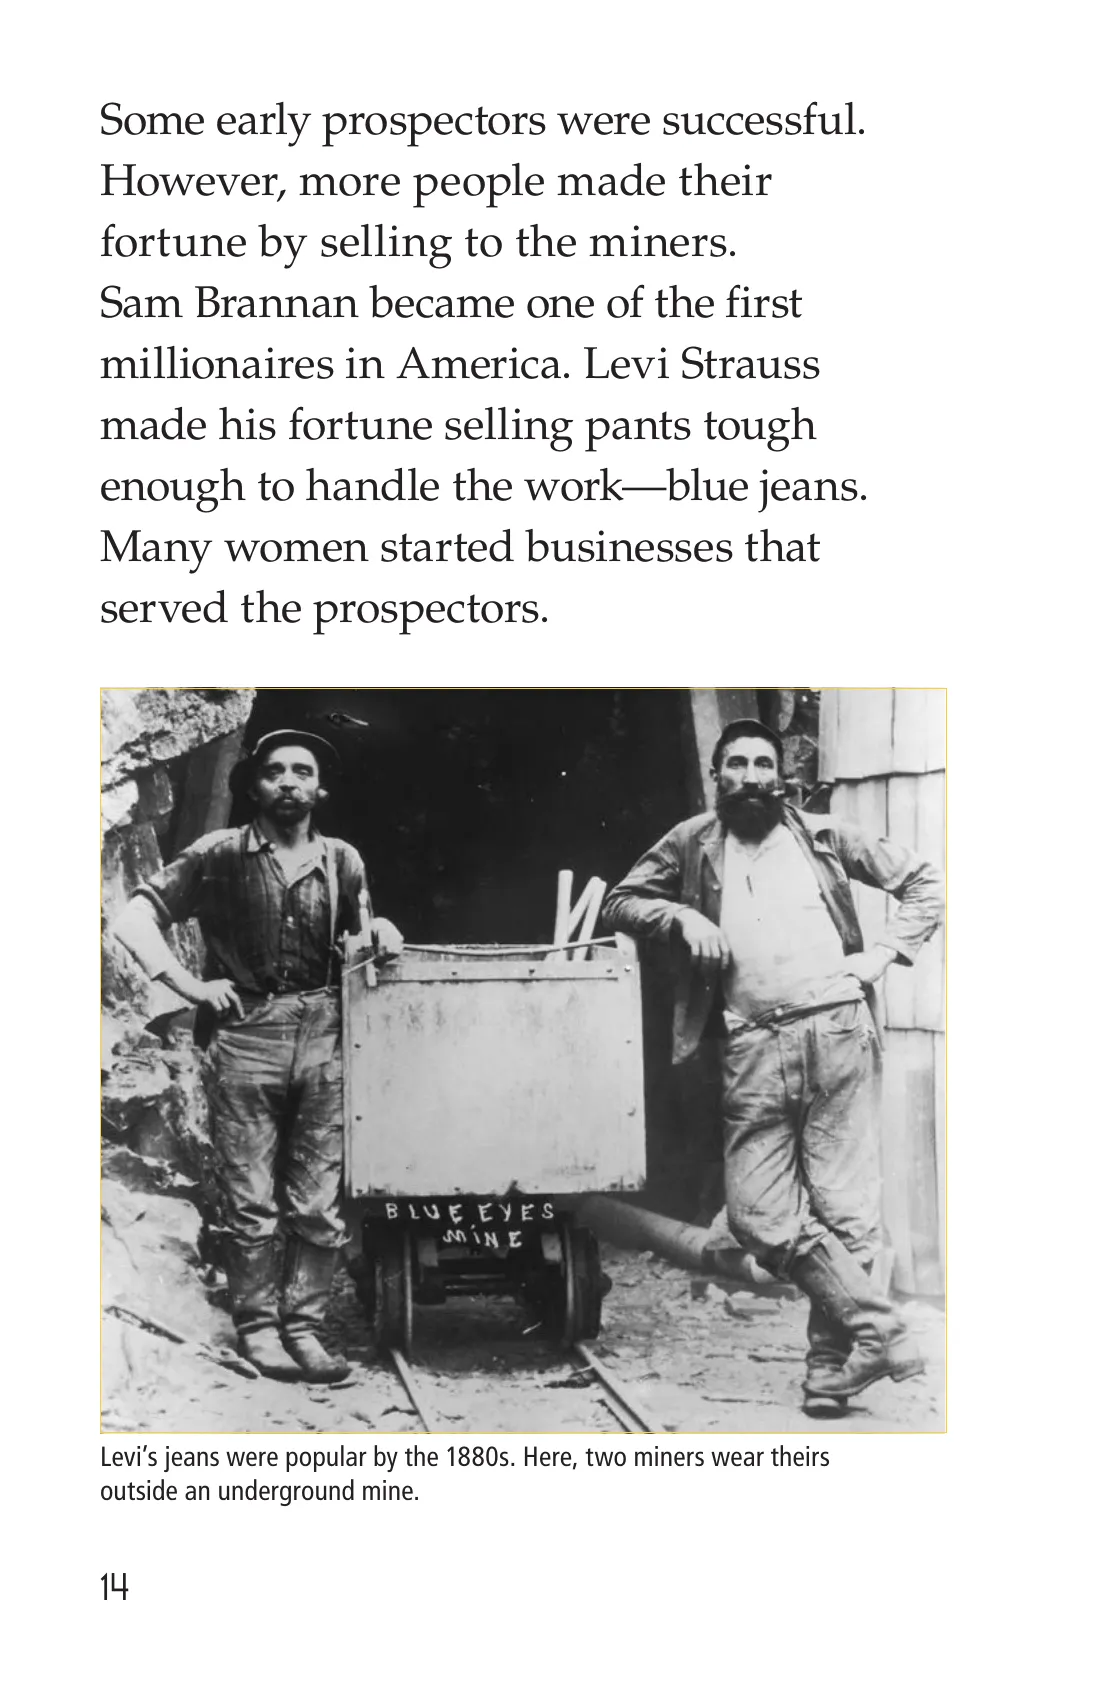 Some early prospectors were successful.
However, more people made their
fortune by selling to the miners.
Sam Brannan became one of the first
millionaires in America. Levi Strauss
made his fortune selling pants tough
enough to handle the work—blue jeans.
Many women started businesses that
served the prospectors.
BLUE EYES
MiNE
Levi’s jeans were popular by the 1880s. Here, two miners wear theirs
outside an underground mine.
14